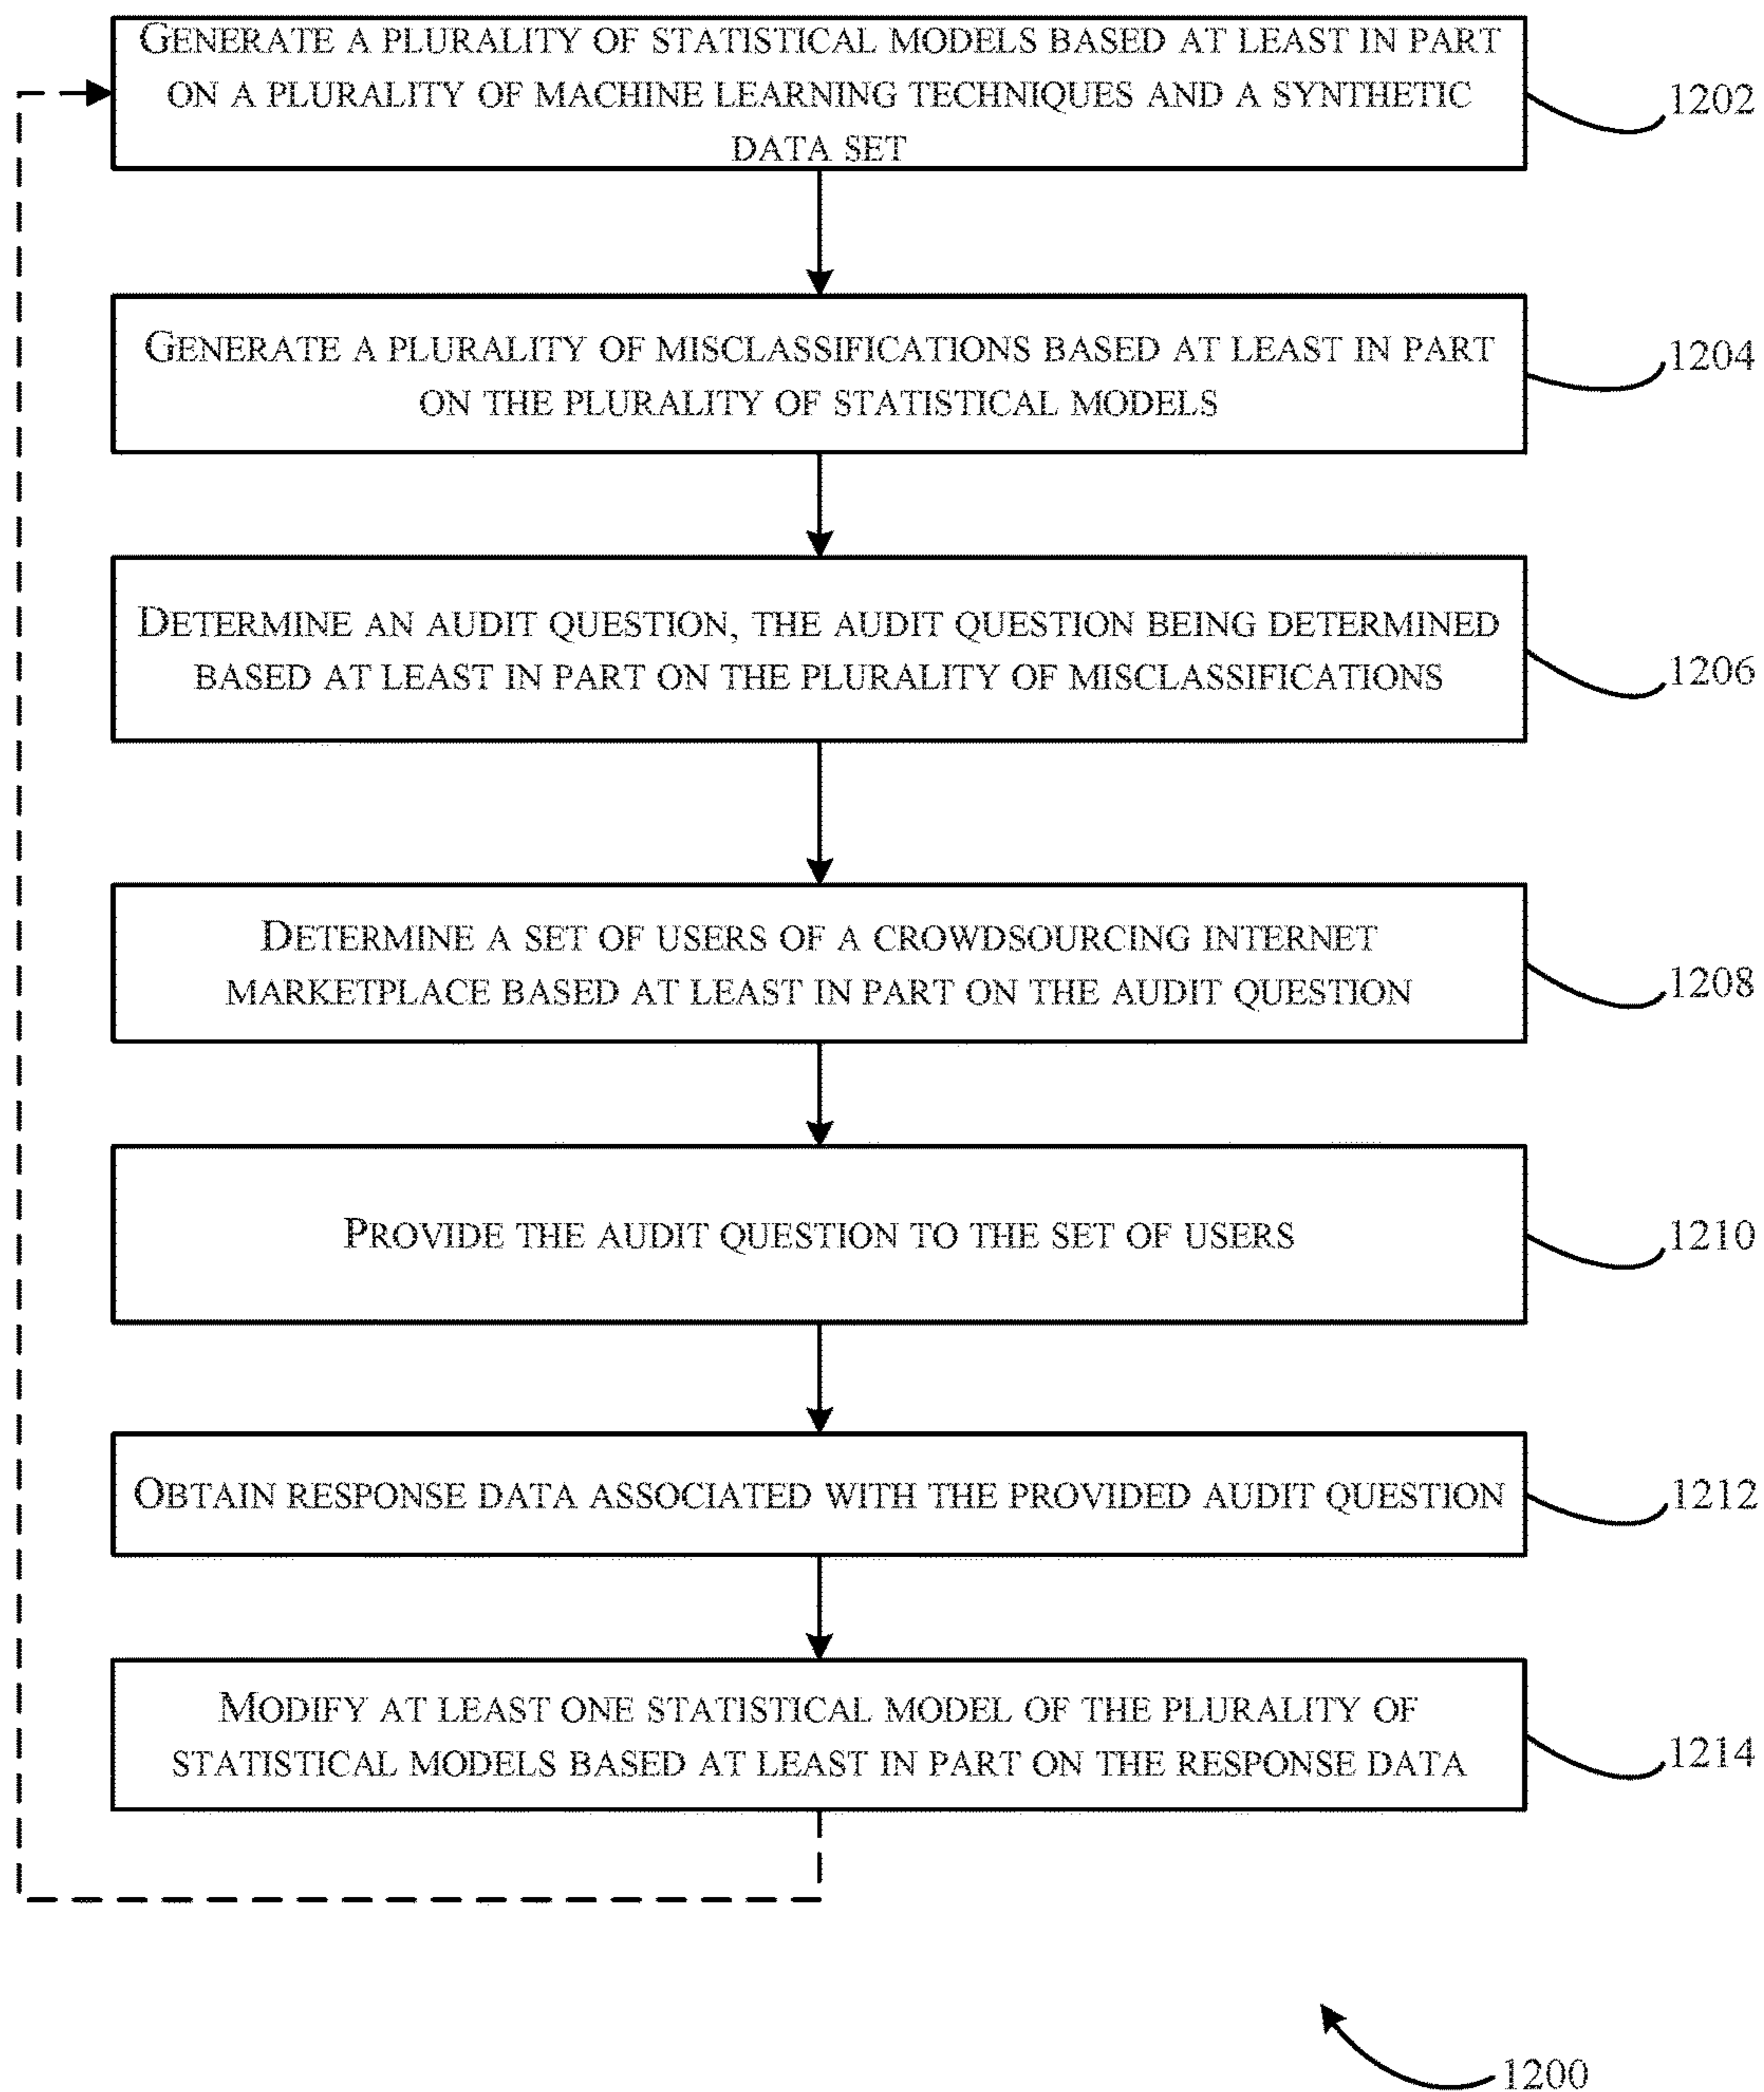 GENERATE A PLURALITY OF STATISTICAL MODELS BASED AT LEAST IN PART
ON A PLURALITY OF MACHINE LEARNING TECHNIQUES AND A SYNTHETIC
DATA SET
1202
GENERATE A PLURALITY OF MISCLASSIFICATIONS BASED AT LEAST IN PART
ON THE PLURALITY OF STATISTICAL MODELS
1204
DETERMINE AN AUDIT QUESTION, THE AUDIT QUESTION BEING DETERMINED
BASED AT LEAST IN PART ON THE PLURALITY OF MISCLASSIFICATIONS
1206
DETERMINE A SET OF USERS OF A CROWDSOURCING INTERNET
MARKETPLACE BASED AT LEAST IN PART ON THE AUDIT QUESTION
1208
PROVIDE THE AUDIT QUESTION TO THE SET OF USERS
1210
OBTAIN RESPONSE DATA ASSOCIATED WITH THE PROVIDED AUDIT QUESTION
1212
MODIFY AT LEAST ONE STATISTICAL MODEL OF THE PLURALITY OF
STATISTICAL MODELS BASED AT LEAST IN PART ON THE RESPONSE DATA
1214
1200